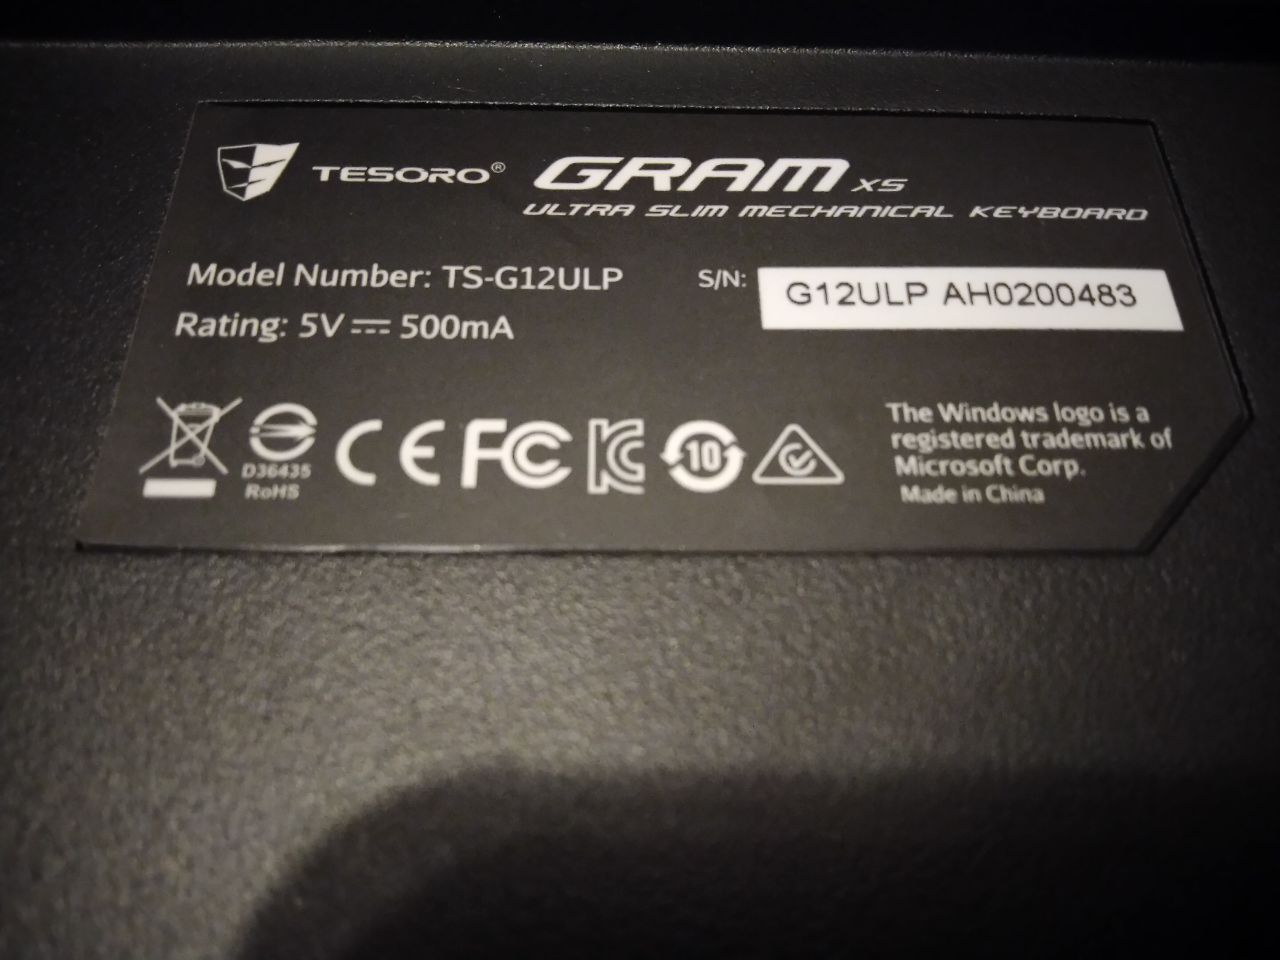 TESORO® GRAM XS
ULTRA SLIM MECHANICAL KEYBOARD
Model Number: TS-G12ULP
S/N: G12ULP AH0200483
Rating: 5V ⎓ 500mA
D36435
RoHS
CE FC KC 10
The Windows logo is a
registered trademark of
Microsoft Corp.
Made in China